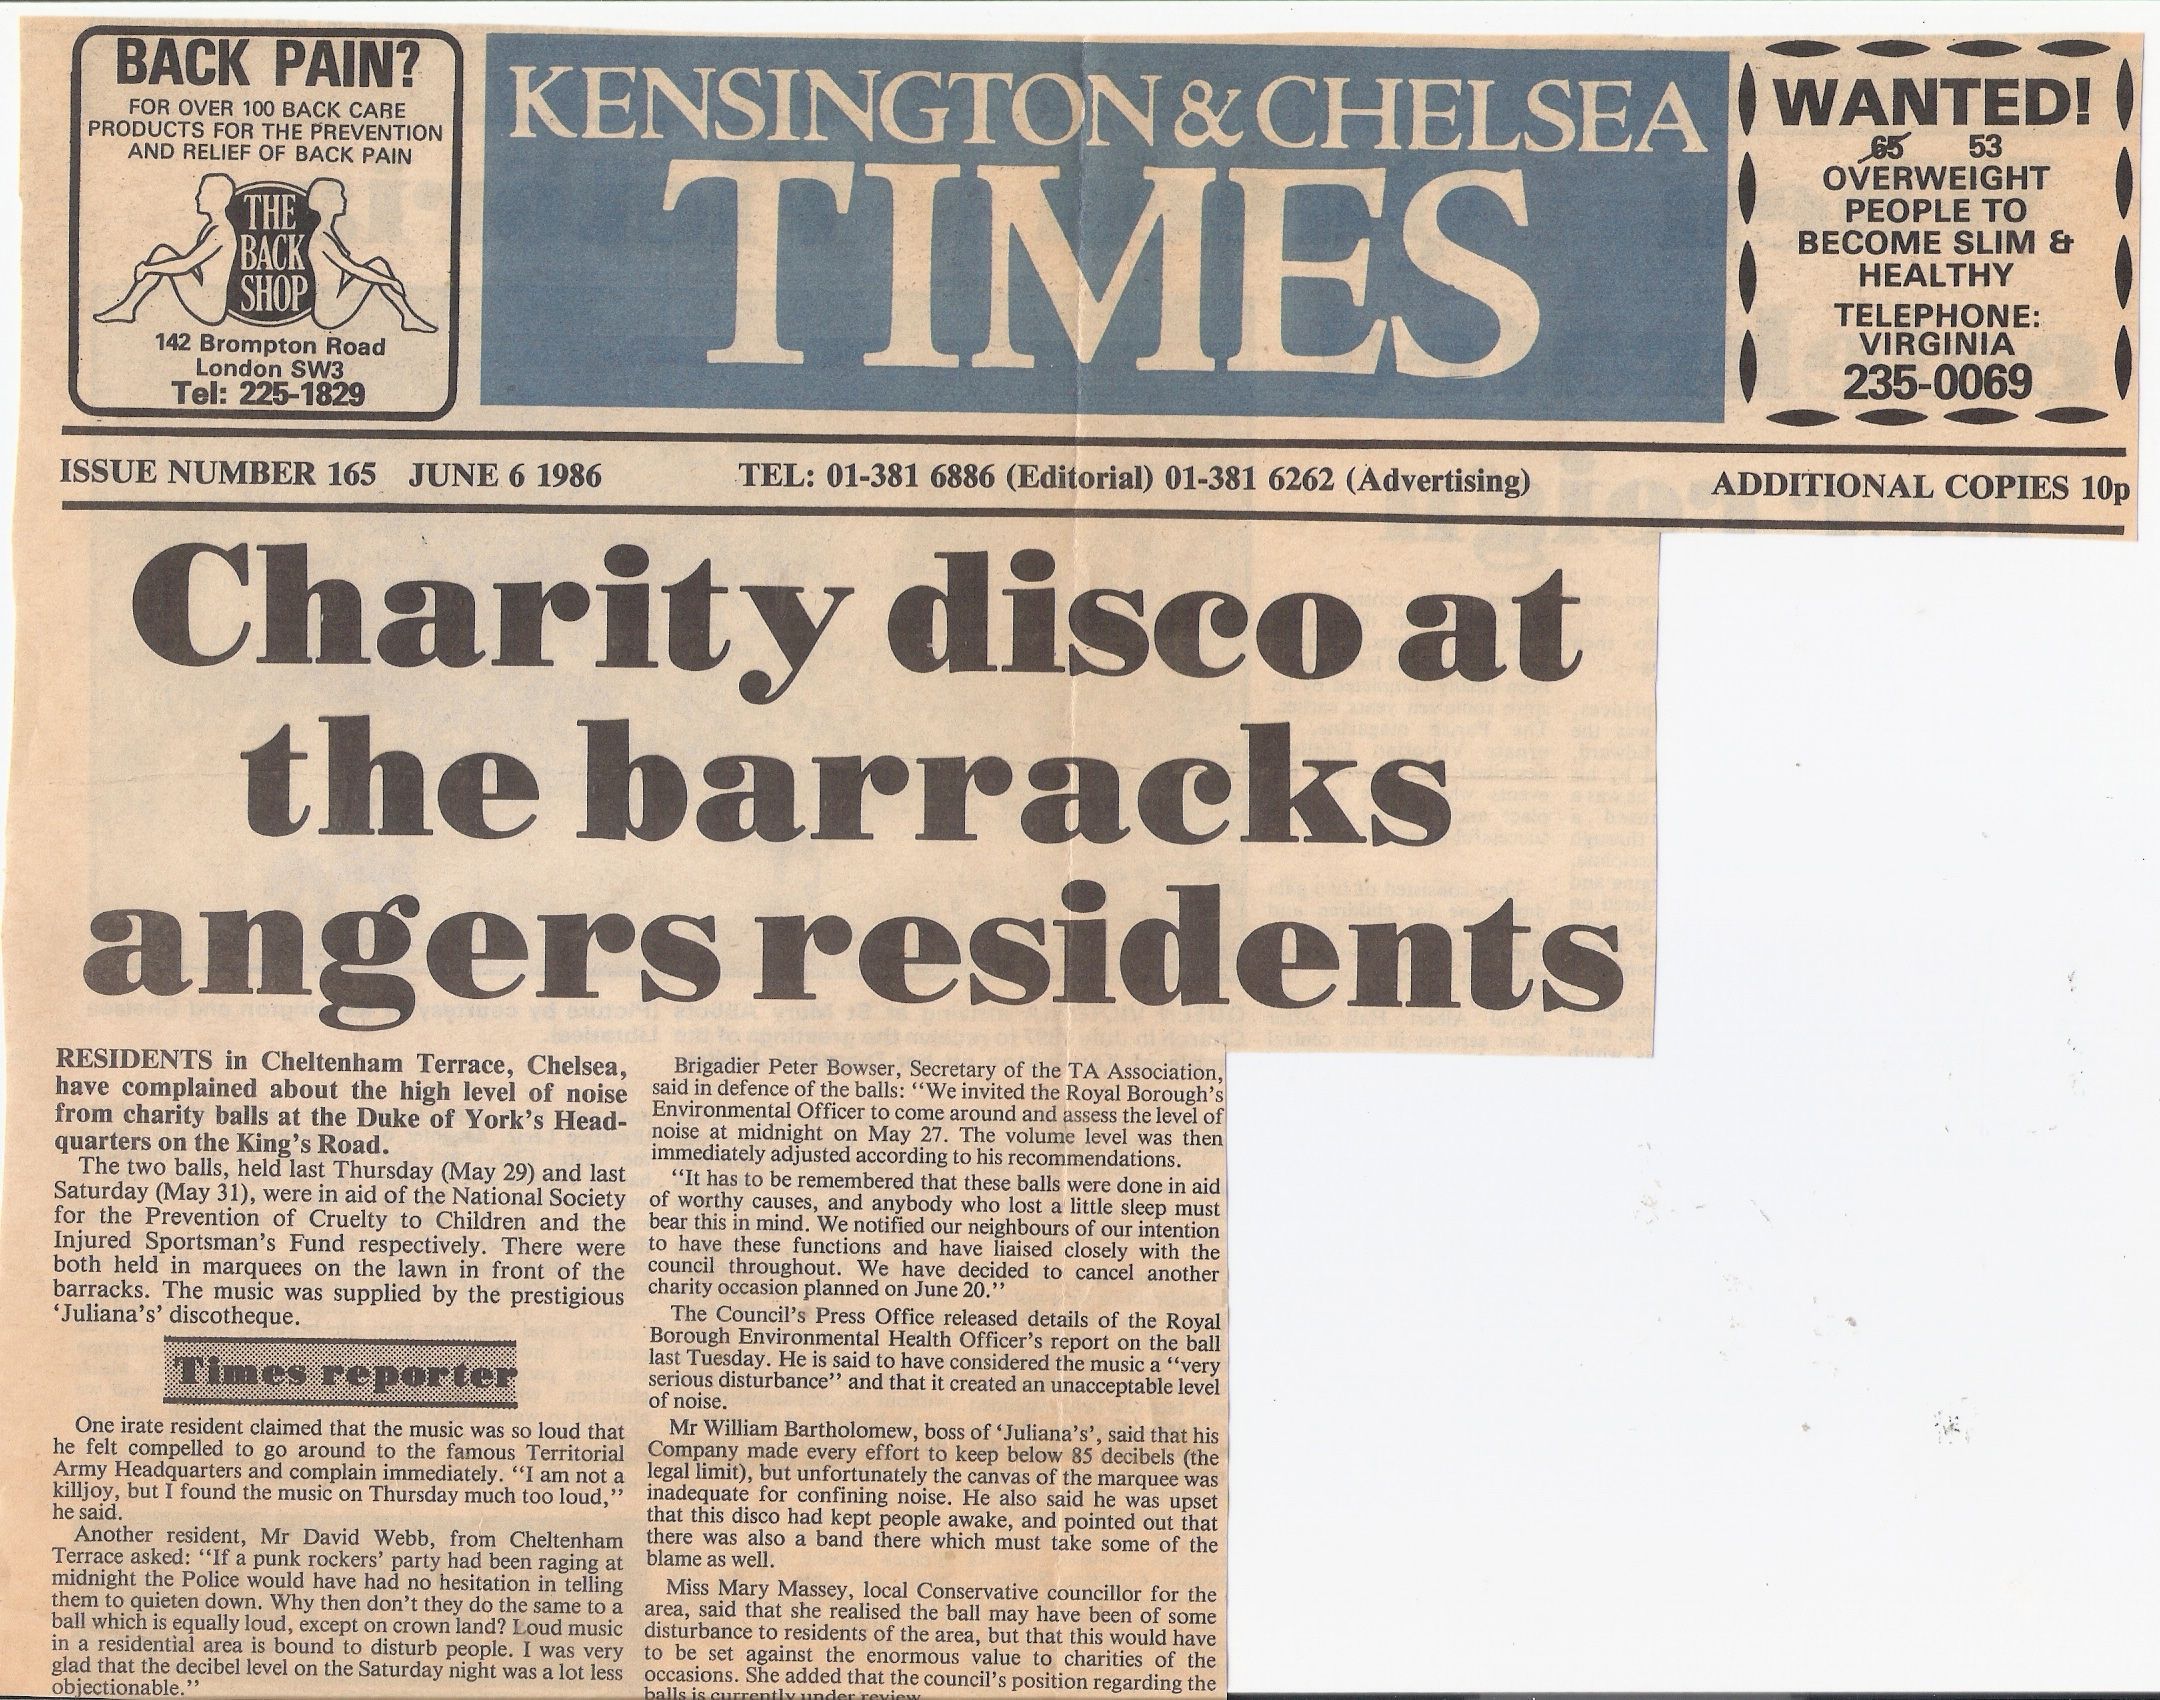 BACK PAIN?
FOR OVER 100 BACK CARE
PRODUCTS FOR THE PREVENTION
AND RELIEF OF BACK PAIN
THE
BACK
SHOP
142 Brompton Road
London SW3
Tel: 225-1829
KENSINGTON & CHELSEA
TIMES
WANTED!
65 53
OVERWEIGHT
PEOPLE TO
BECOME SLIM &
HEALTHY
TELEPHONE:
VIRGINIA
235-0069
ISSUE NUMBER 165 JUNE 6 1986 TEL: 01-381 6886 (Editorial) 01-381 6262 (Advertising) ADDITIONAL COPIES 10p
Charity disco at
the barracks
angers residents
RESIDENTS in Cheltenham Terrace, Chelsea,
have complained about the high level of noise
from charity balls at the Duke of York's Head-
quarters on the King's Road.
The two balls, held last Thursday (May 29) and last
Saturday (May 31), were in aid of the National Society
for the Prevention of Cruelty to Children and the
Injured Sportsman's Fund respectively. There were
both held in marquees on the lawn in front of the
barracks. The music was supplied by the prestigious
'Juliana's' discotheque.
Times reporter
One irate resident claimed that the music was so loud that
he felt compelled to go around to the famous Territorial
Army Headquarters and complain immediately. "I am not a
killjoy, but I found the music on Thursday much too loud,"
he said.
Another resident, Mr David Webb, from Cheltenham
Terrace asked: "If a punk rockers' party had been raging at
midnight the Police would have had no hesitation in telling
them to quieten down. Why then don't they do the same to a
ball which is equally loud, except on crown land? Loud music
in a residential area is bound to disturb people. I was very
glad that the decibel level on the Saturday night was a lot less
objectionable."
Brigadier Peter Bowser, Secretary of the TA Association,
said in defence of the balls: "We invited the Royal Borough's
Environmental Officer to come around and assess the level of
noise at midnight on May 27. The volume level was then
immediately adjusted according to his recommendations.
"It has to be remembered that these balls were done in aid
of worthy causes, and anybody who lost a little sleep must
bear this in mind. We notified our neighbours of our intention
to have these functions and have liaised closely with the
council throughout. We have decided to cancel another
charity occasion planned on June 20."
The Council's Press Office released details of the Royal
Borough Environmental Health Officer's report on the ball
last Tuesday. He is said to have considered the music a "very
serious disturbance" and that it created an unacceptable level
of noise.
Mr William Bartholomew, boss of 'Juliana's', said that his
Company made every effort to keep below 85 decibels (the
legal limit), but unfortunately the canvas of the marquee was
inadequate for confining noise. He also said he was upset
that this disco had kept people awake, and pointed out that
there was also a band there which must take some of the
blame as well.
Miss Mary Massey, local Conservative councillor for the
area, said that she realised the ball may have been of some
disturbance to residents of the area, but that this would have
to be set against the enormous value to charities of the
occasions. She added that the council's position regarding the
balls is currently under review.